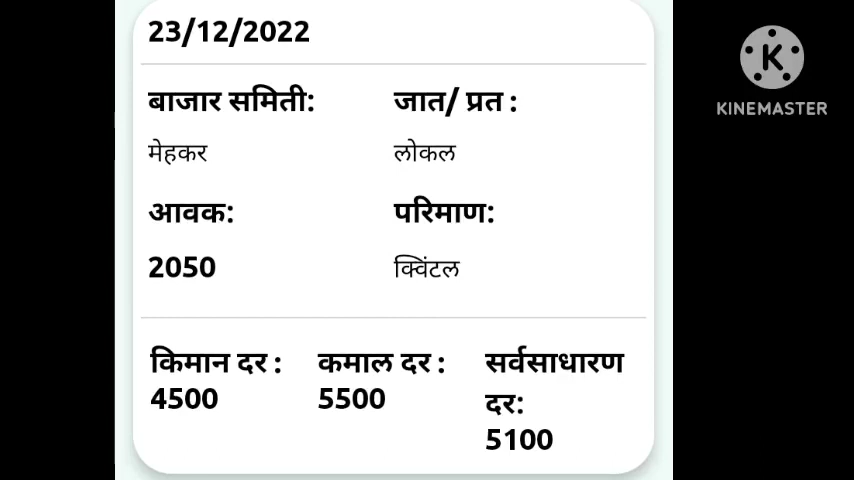 23/12/2022
बाजार समिती: जात/ प्रत :
मेहकर लोकल
आवक: परिमाण:
2050 क्विंटल
किमान दर : कमाल दर : सर्वसाधारण दर:
4500 5500 5100
KINEMASTER